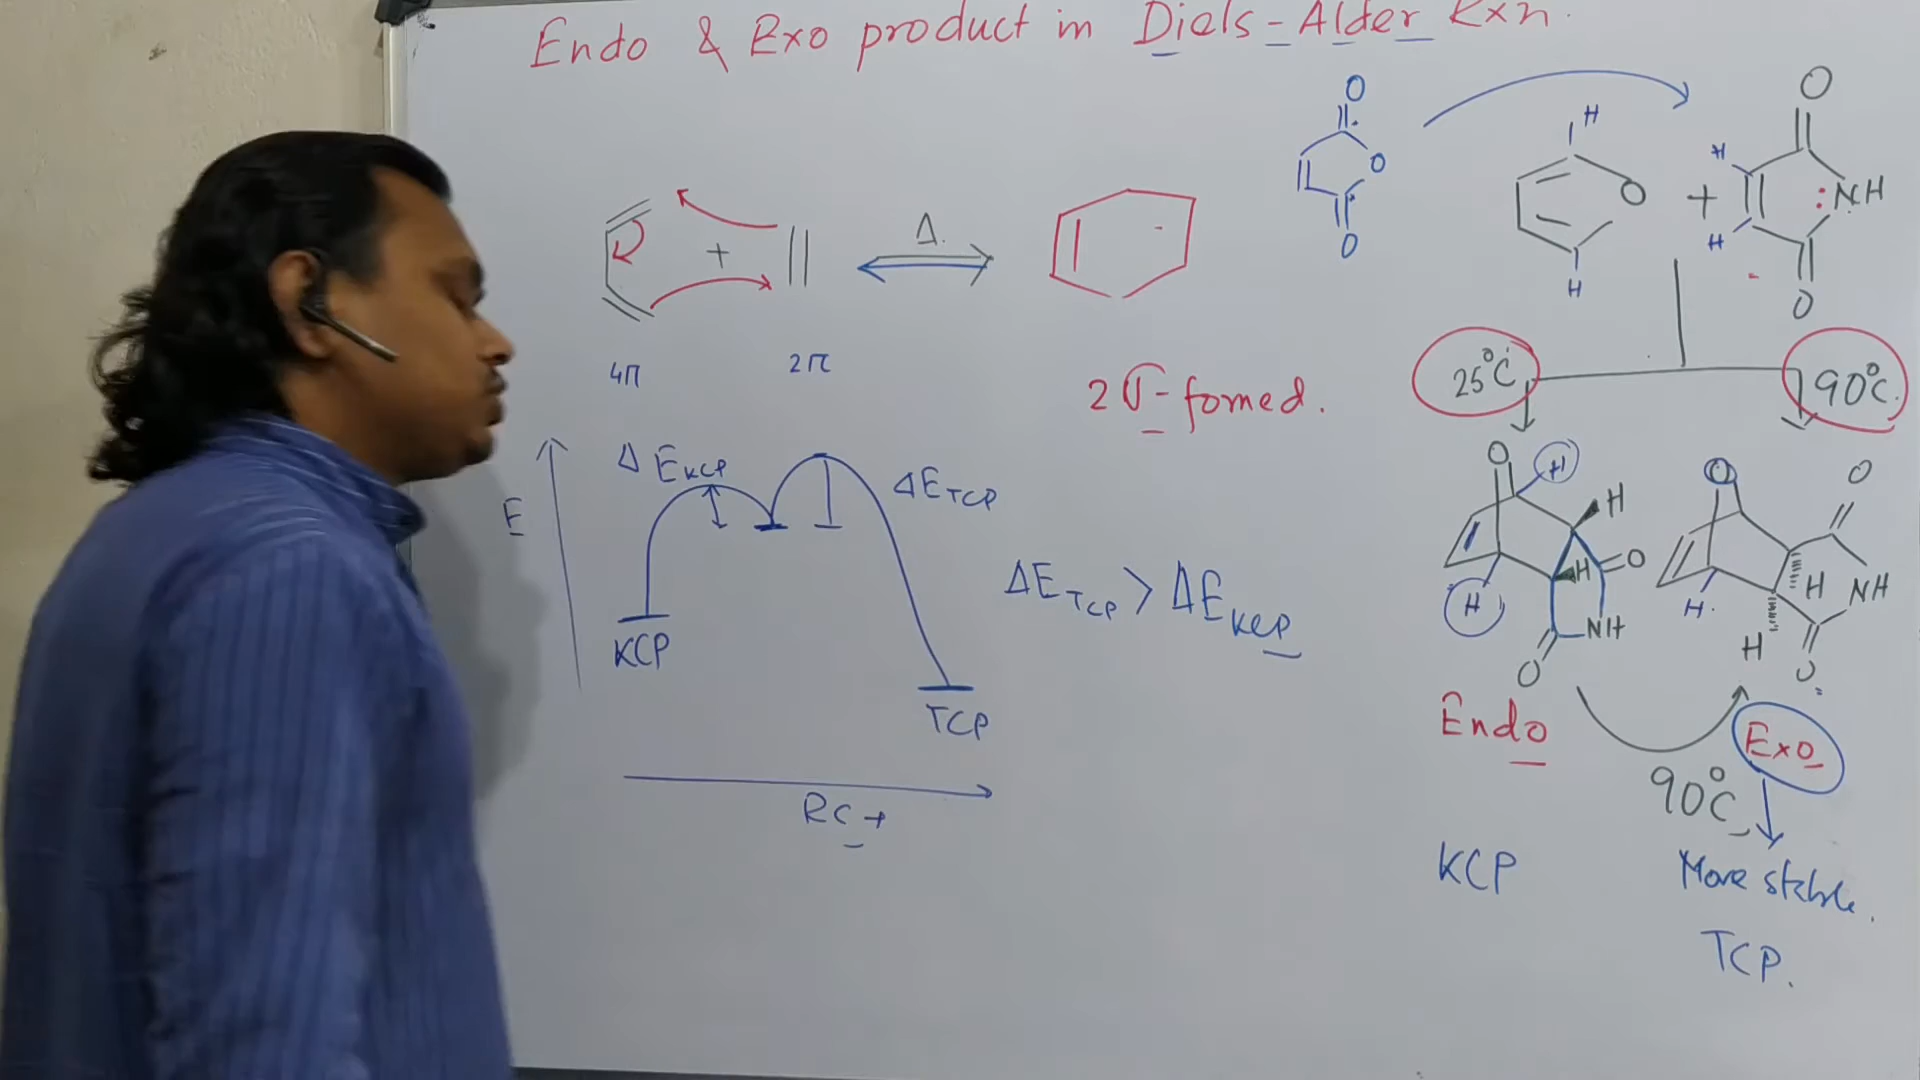 Endo & Exo product in Diels-Alder Rxn.
O
O
O
H
O
H
+
H
H
O
NH
O
+
Δ.
4π
2π
2σ-fomed.
25°C
90°C.
E
ΔE KCP
ΔE TCP
KCP
TCP
RC →
ΔE TCP > ΔE KCP
O
H
H
H
O
H
NH
O
O
O
H
NH
H.
H
O
Endo
Exo
90°C
KCP
More stable.
TCP.